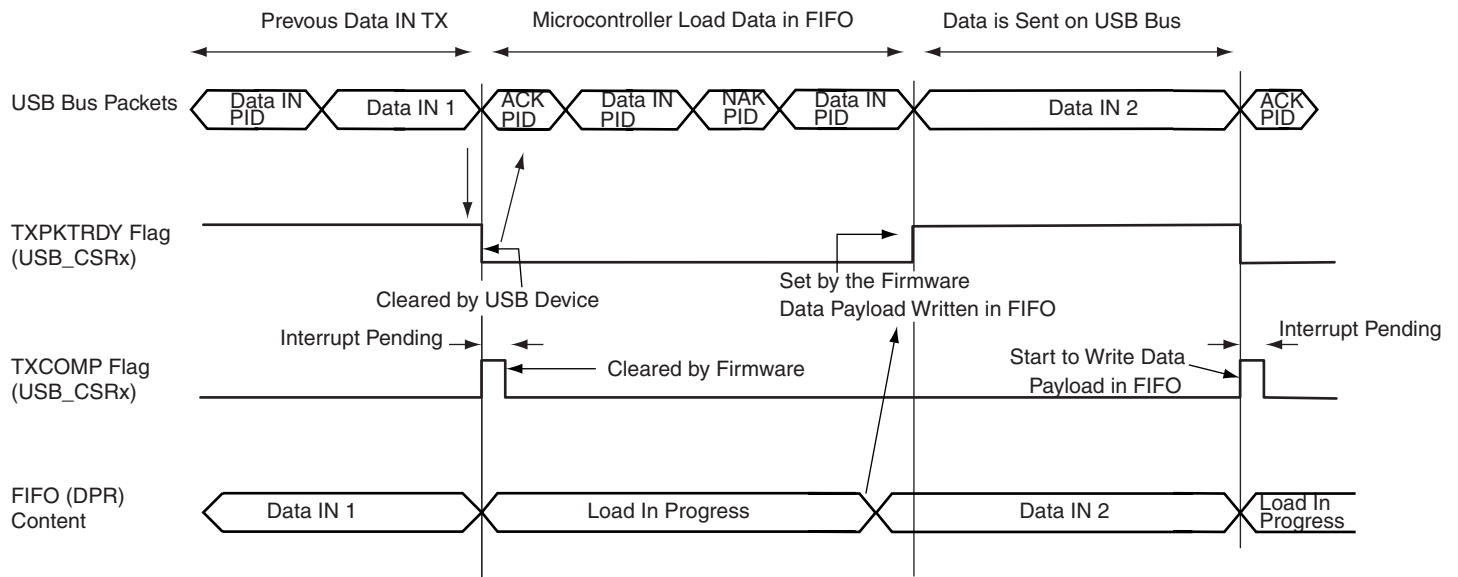 Prevous Data IN TX
Microcontroller Load Data in FIFO
Data is Sent on USB Bus
USB Bus Packets
Data IN
PID
Data IN 1
ACK
PID
Data IN
PID
NAK
PID
Data IN
PID
Data IN 2
ACK
PID
TXPKTRDY Flag
(USB_CSRx)
Cleared by USB Device
Set by the Firmware
Data Payload Written in FIFO
Interrupt Pending
Interrupt Pending
TXCOMP Flag
(USB_CSRx)
Cleared by Firmware
Start to Write Data
Payload in FIFO
FIFO (DPR)
Content
Data IN 1
Load In Progress
Data IN 2
Load In
Progress